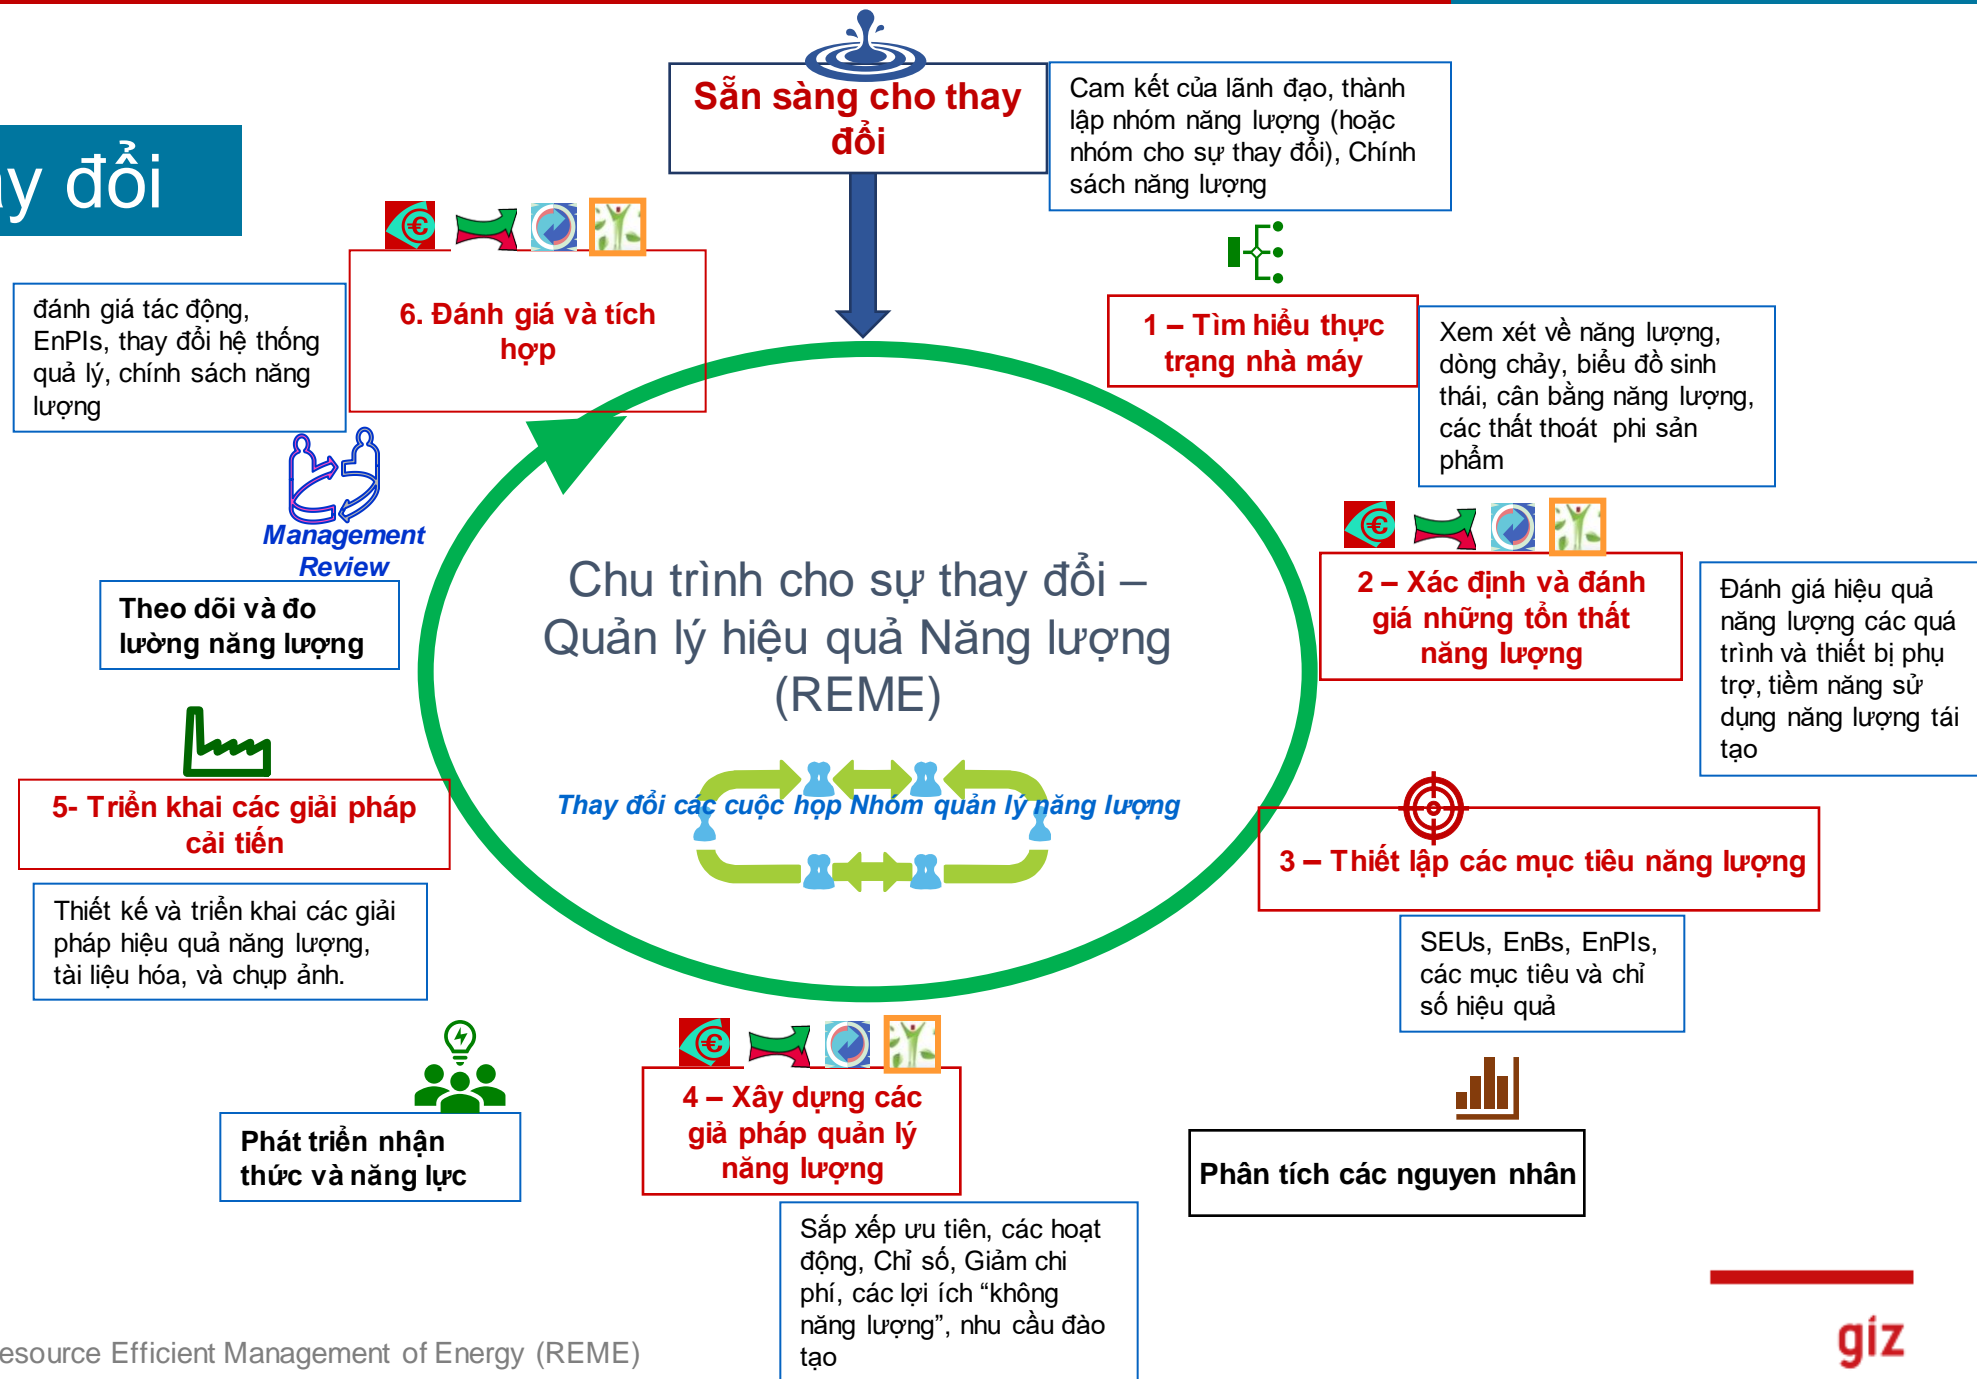 Sẵn sàng cho thay
đổi
Cam kết của lãnh đạo, thành
lập nhóm năng lượng (hoặc
nhóm cho sự thay đổi), Chính
sách năng lượng
ay đổi
6. Đánh giá và tích
hợp
đánh giá tác động,
EnPIs, thay đổi hệ thống
quả lý, chính sách năng
lượng
1 – Tìm hiểu thực
trạng nhà máy
Xem xét về năng lượng,
dòng chảy, biểu đồ sinh
thái, cân bằng năng lượng,
các thất thoát phi sản
phẩm
Management
Review
Theo dõi và đo
lường năng lượng
Chu trình cho sự thay đổi –
Quản lý hiệu quả Năng lượng
(REME)
Thay đổi các cuộc họp Nhóm quản lý năng lượng
2 – Xác định và đánh
giá những tổn thất
năng lượng
Đánh giá hiệu quả
năng lượng các quá
trình và thiết bị phụ
trợ, tiềm năng sử
dụng năng lượng tái
tạo
5- Triển khai các giải pháp
cải tiến
Thiết kế và triển khai các giải
pháp hiệu quả năng lượng,
tài liệu hóa, và chụp ảnh.
3 – Thiết lập các mục tiêu năng lượng
SEUs, EnBs, EnPIs,
các mục tiêu và chỉ
số hiệu quả
Phát triển nhận
thức và năng lực
4 – Xây dựng các
giả pháp quản lý
năng lượng
Sắp xếp ưu tiên, các hoạt
động, Chỉ số, Giảm chi
phí, các lợi ích “không
năng lượng”, nhu cầu đào
tạo
Phân tích các nguyen nhân
esource Efficient Management of Energy (REME)
giz